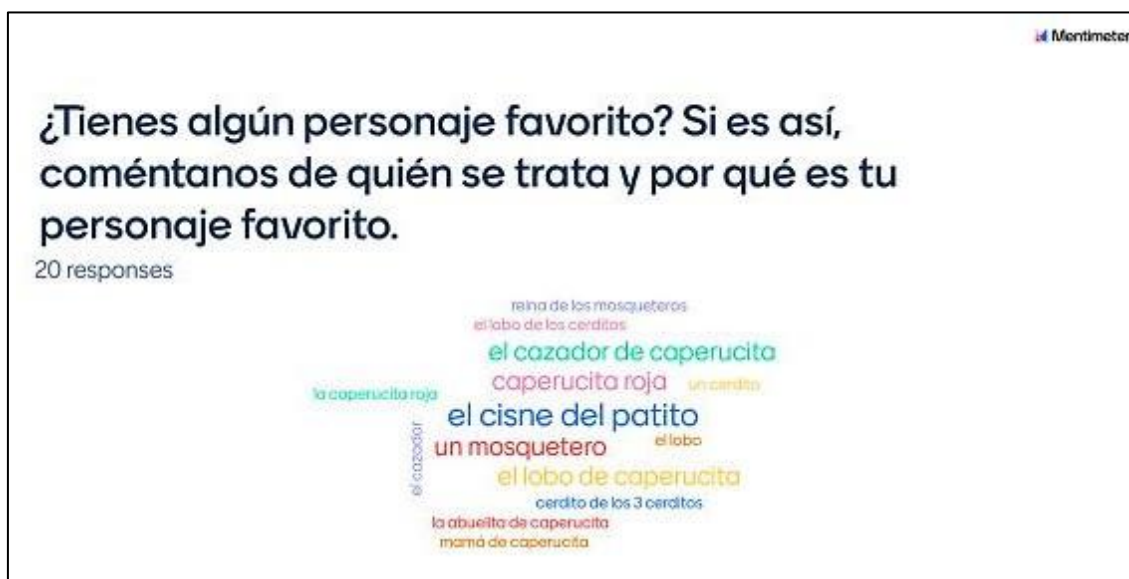 Mentimeter
¿Tienes algún personaje favorito? Si es así,
coméntanos de quién se trata y por qué es tu
personaje favorito.
20 responses
reina de los mosqueteros
el lobo de los cerditos
el cazador de caperucita
caperucita roja
un cerdito
la caperucita roja
el cisne del patito
el cazador
un mosquetero
el lobo
el lobo de caperucita
cerdito de los 3 cerditos
la abuelita de caperucita
mamá de caperucita